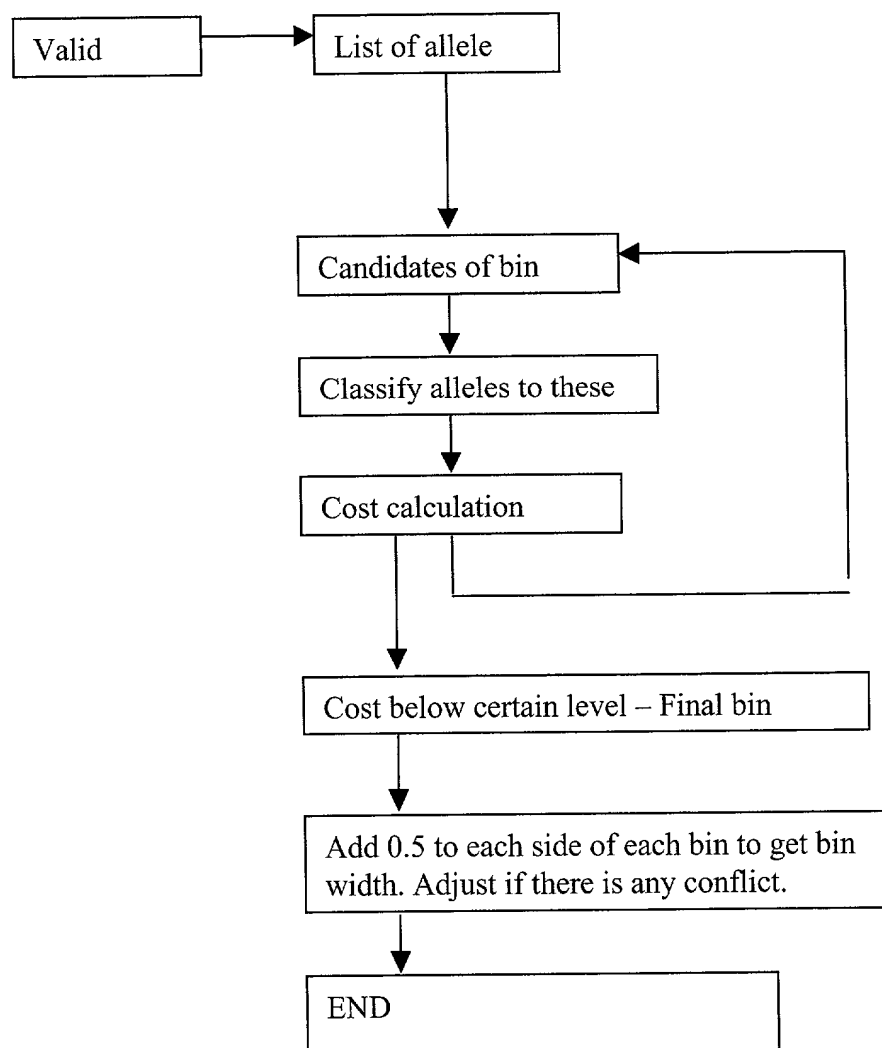 Valid
List of allele
Candidates of bin
Classify alleles to these
Cost calculation
Cost below certain level – Final bin
Add 0.5 to each side of each bin to get bin
width. Adjust if there is any conflict.
END